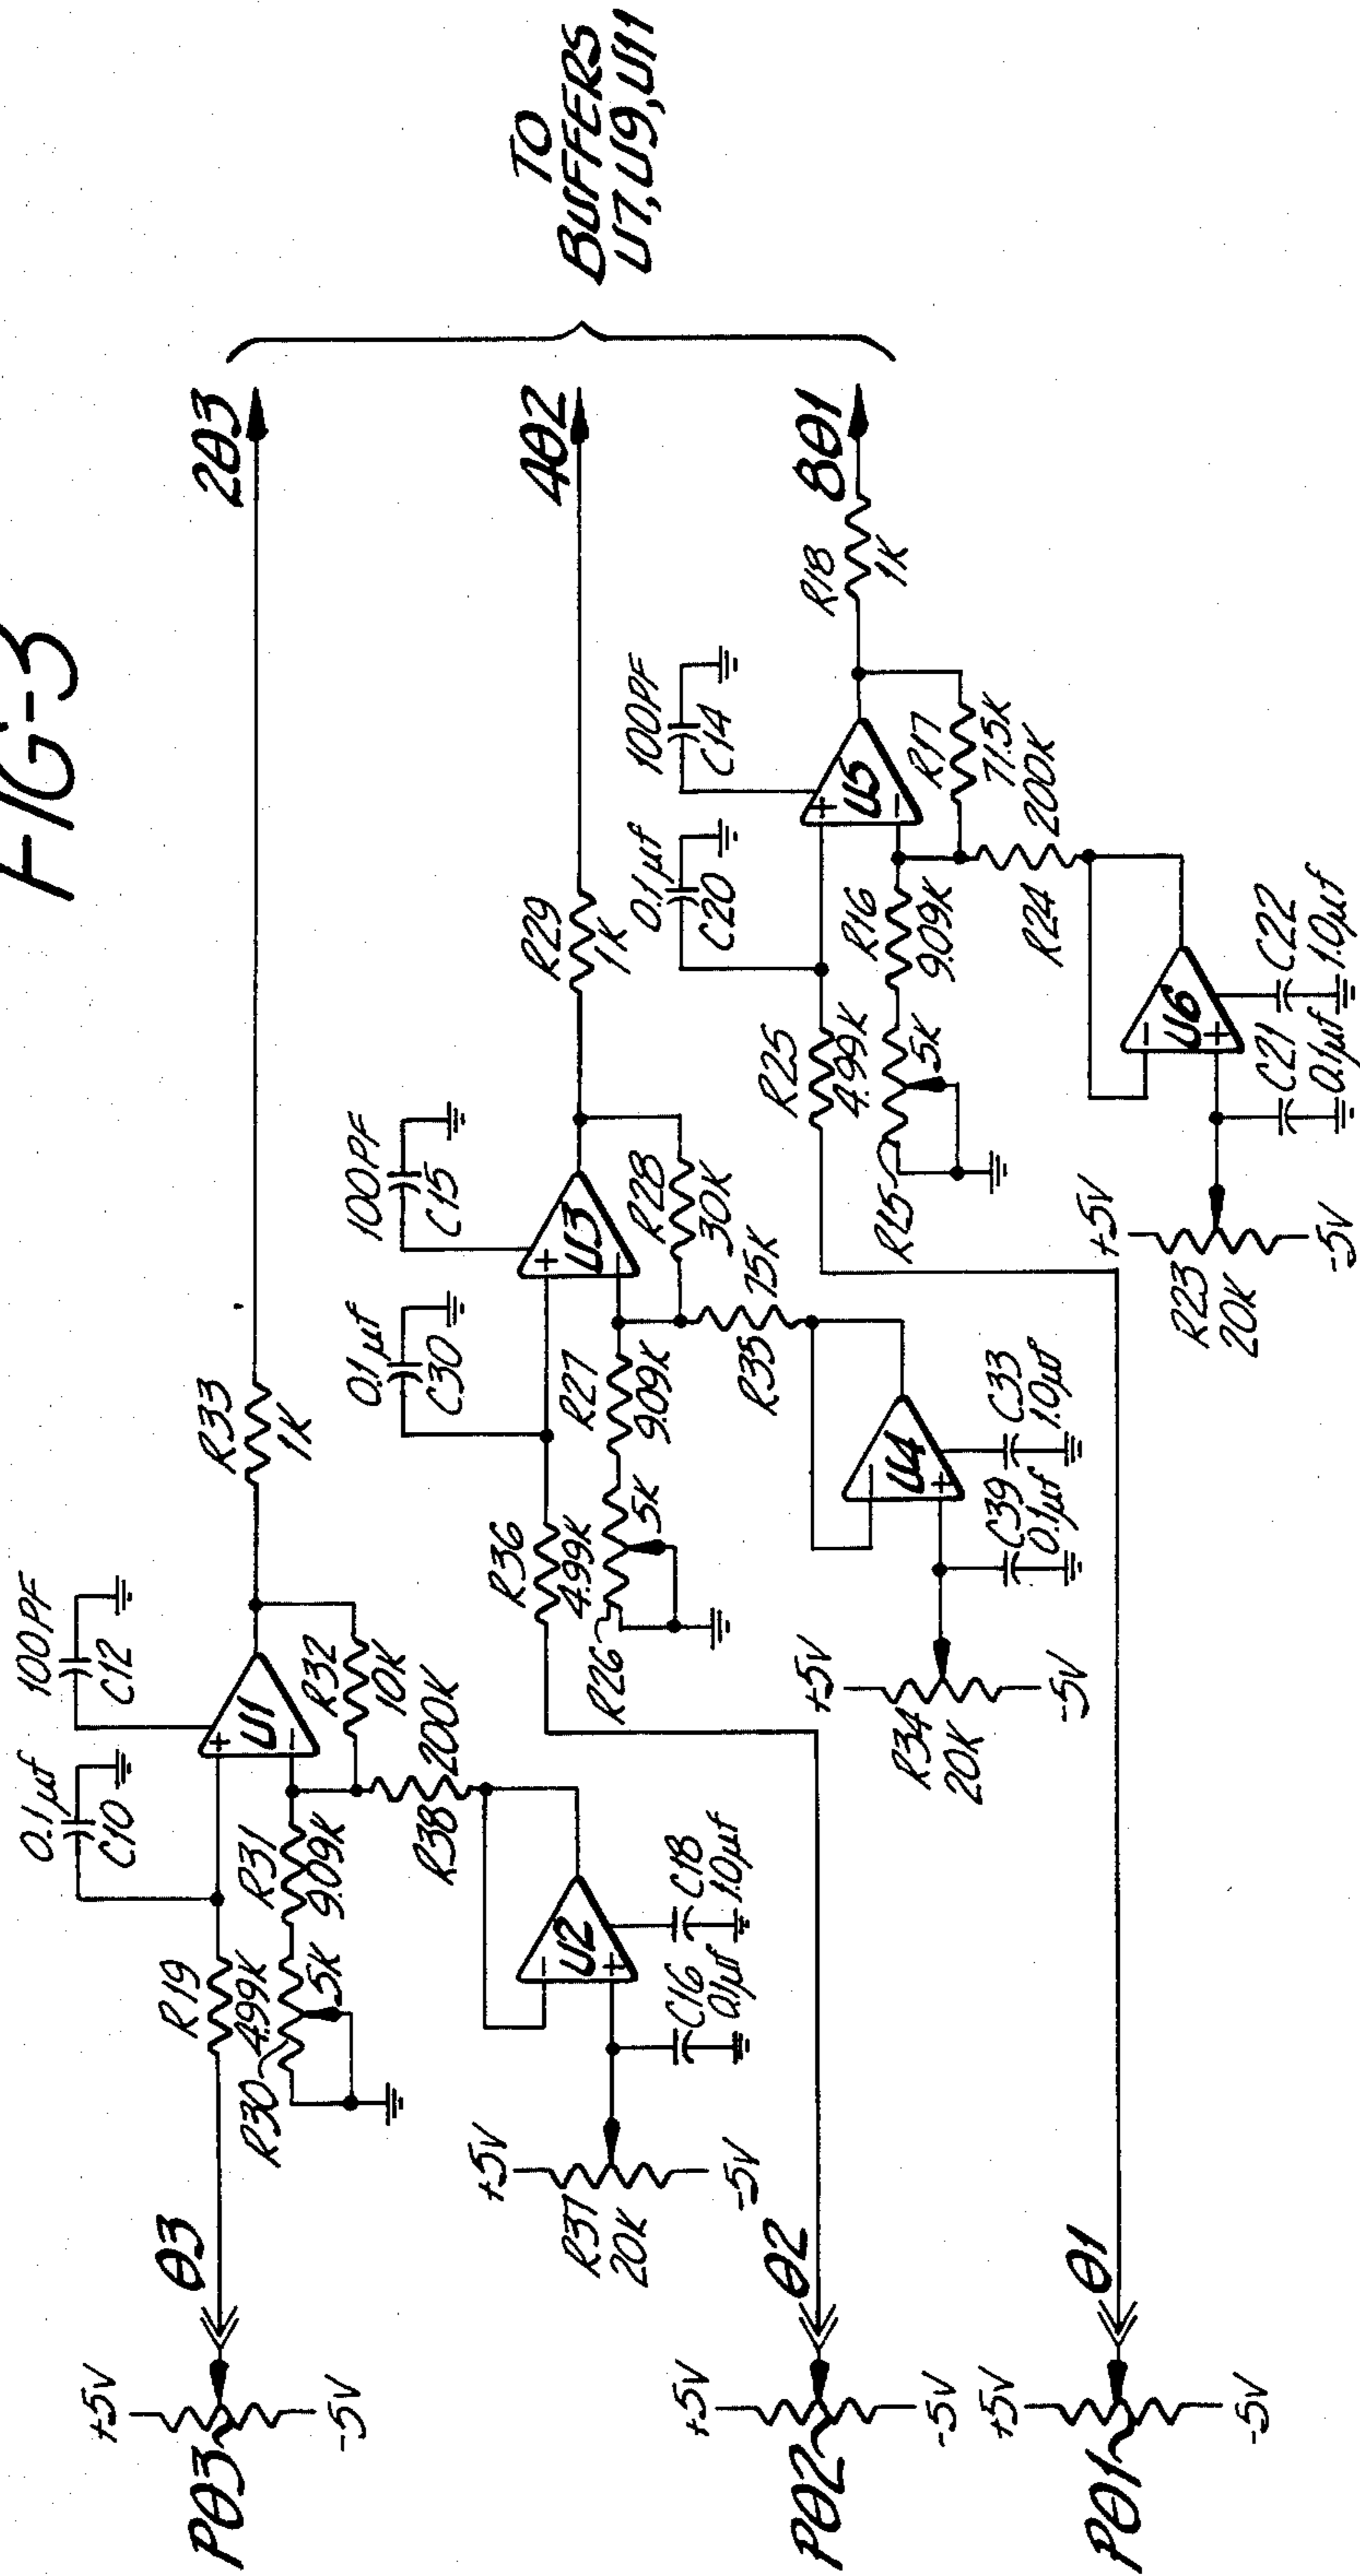 FIG-3
+5V
Pθ3
-5V
θ3
R19
4.99K
R30
5K
R31
9.09K
0.1µf
C10
100PF
C12
+
U1
-
R32
10K
R38
200K
R33
1K
2θ3
+5V
R37
20K
-5V
-
U2
+
C16
0.1µf
C18
1.0µf
+5V
Pθ2
-5V
θ2
R36
4.99K
R26
5K
R27
9.09K
0.1µf
C30
100PF
C15
+
U3
-
R28
30K
R35
75K
R29
1K
4θ2
+5V
R34
20K
-5V
-
U4
+
C39
0.1µf
C33
1.0µf
+5V
Pθ1
-5V
θ1
R25
4.99K
R15
5K
R16
9.09K
0.1µf
C20
100PF
C14
+
U5
-
R17
71.5K
R24
200K
R18
1K
8θ1
+5V
R23
20K
-5V
-
U6
+
C21
0.1µf
C22
1.0µf
TO
BUFFERS
U7,U9,U11